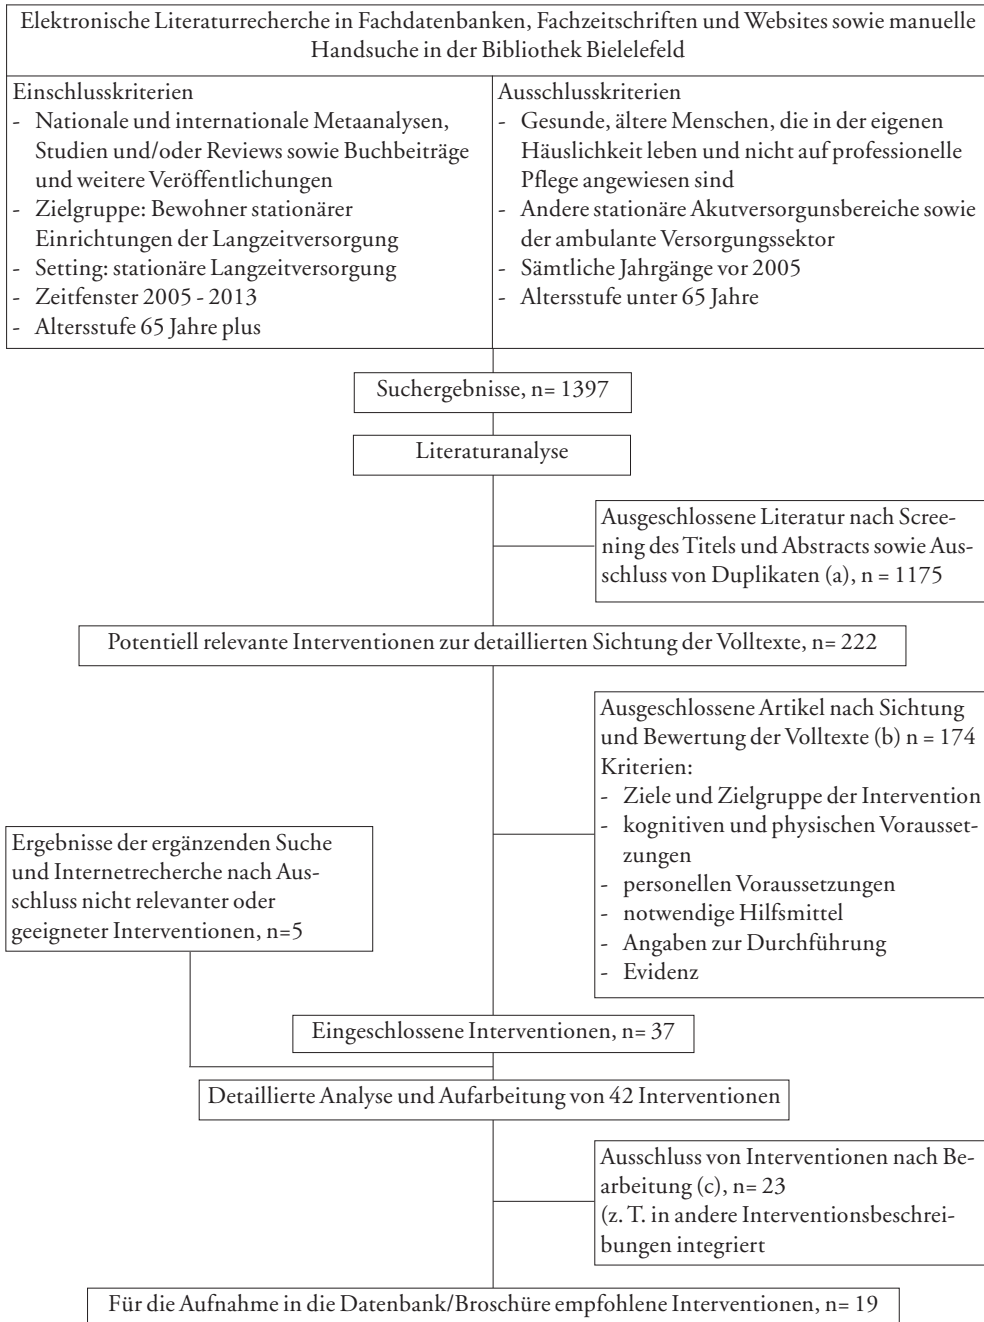 Elektronische Literaturrecherche in Fachdatenbanken, Fachzeitschriften und Websites sowie manuelle
Handsuche in der Bibliothek Bielelefeld
Einschlusskriterien
- Nationale und internationale Metaanalysen,
Studien und/oder Reviews sowie Buchbeiträge
und weitere Veröffentlichungen
- Zielgruppe: Bewohner stationärer
Einrichtungen der Langzeitversorgung
- Setting: stationäre Langzeitversorgung
- Zeitfenster 2005 - 2013
- Altersstufe 65 Jahre plus
Ausschlusskriterien
- Gesunde, ältere Menschen, die in der eigenen
Häuslichkeit leben und nicht auf professionelle
Pflege angewiesen sind
- Andere stationäre Akutversorgunsbereiche sowie
der ambulante Versorgungssektor
- Sämtliche Jahrgänge vor 2005
- Altersstufe unter 65 Jahre
Suchergebnisse, n= 1397
Literaturanalyse
Ausgeschlossene Literatur nach Scree-
ning des Titels und Abstracts sowie Aus-
schluss von Duplikaten (a), n = 1175
Potentiell relevante Interventionen zur detaillierten Sichtung der Volltexte, n= 222
Ausgeschlossene Artikel nach Sichtung
und Bewertung der Volltexte (b) n = 174
Kriterien:
- Ziele und Zielgruppe der Intervention
- kognitiven und physischen Vorausset-
zungen
- personellen Voraussetzungen
- notwendige Hilfsmittel
- Angaben zur Durchführung
- Evidenz
Ergebnisse der ergänzenden Suche
und Internetrecherche nach Aus-
schluss nicht relevanter oder
geeigneter Interventionen, n=5
Eingeschlossene Interventionen, n= 37
Detaillierte Analyse und Aufarbeitung von 42 Interventionen
Ausschluss von Interventionen nach Be-
arbeitung (c), n= 23
(z. T. in andere Interventionsbeschrei-
bungen integriert
Für die Aufnahme in die Datenbank/Broschüre empfohlene Interventionen, n= 19